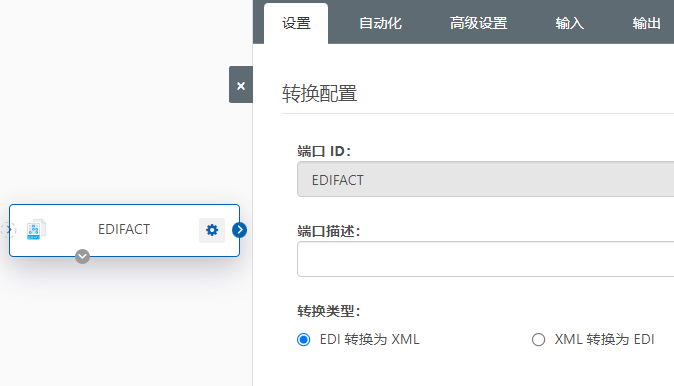 设置 自动化 高级设置 输入 输出
×
转换配置
端口 ID：
EDIFACT
EDIFACT
端口描述：
转换类型：
EDI 转换为 XML XML 转换为 EDI